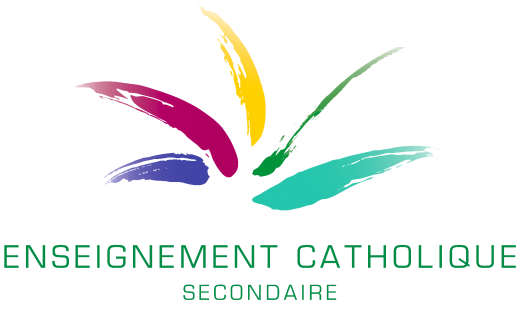 ENSEIGNEMENT CATHOLIQUE
SECONDAIRE